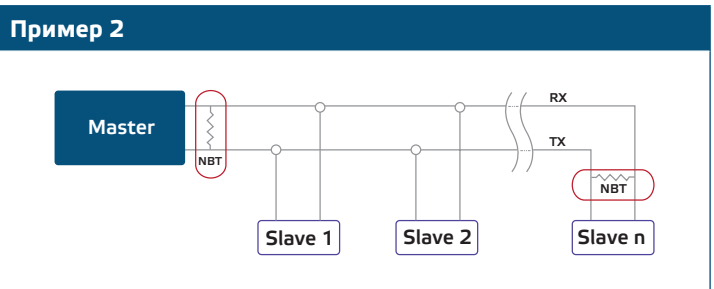 Пример 2
RX
Master
TX
NBT
NBT
Slave 1
Slave 2
Slave n